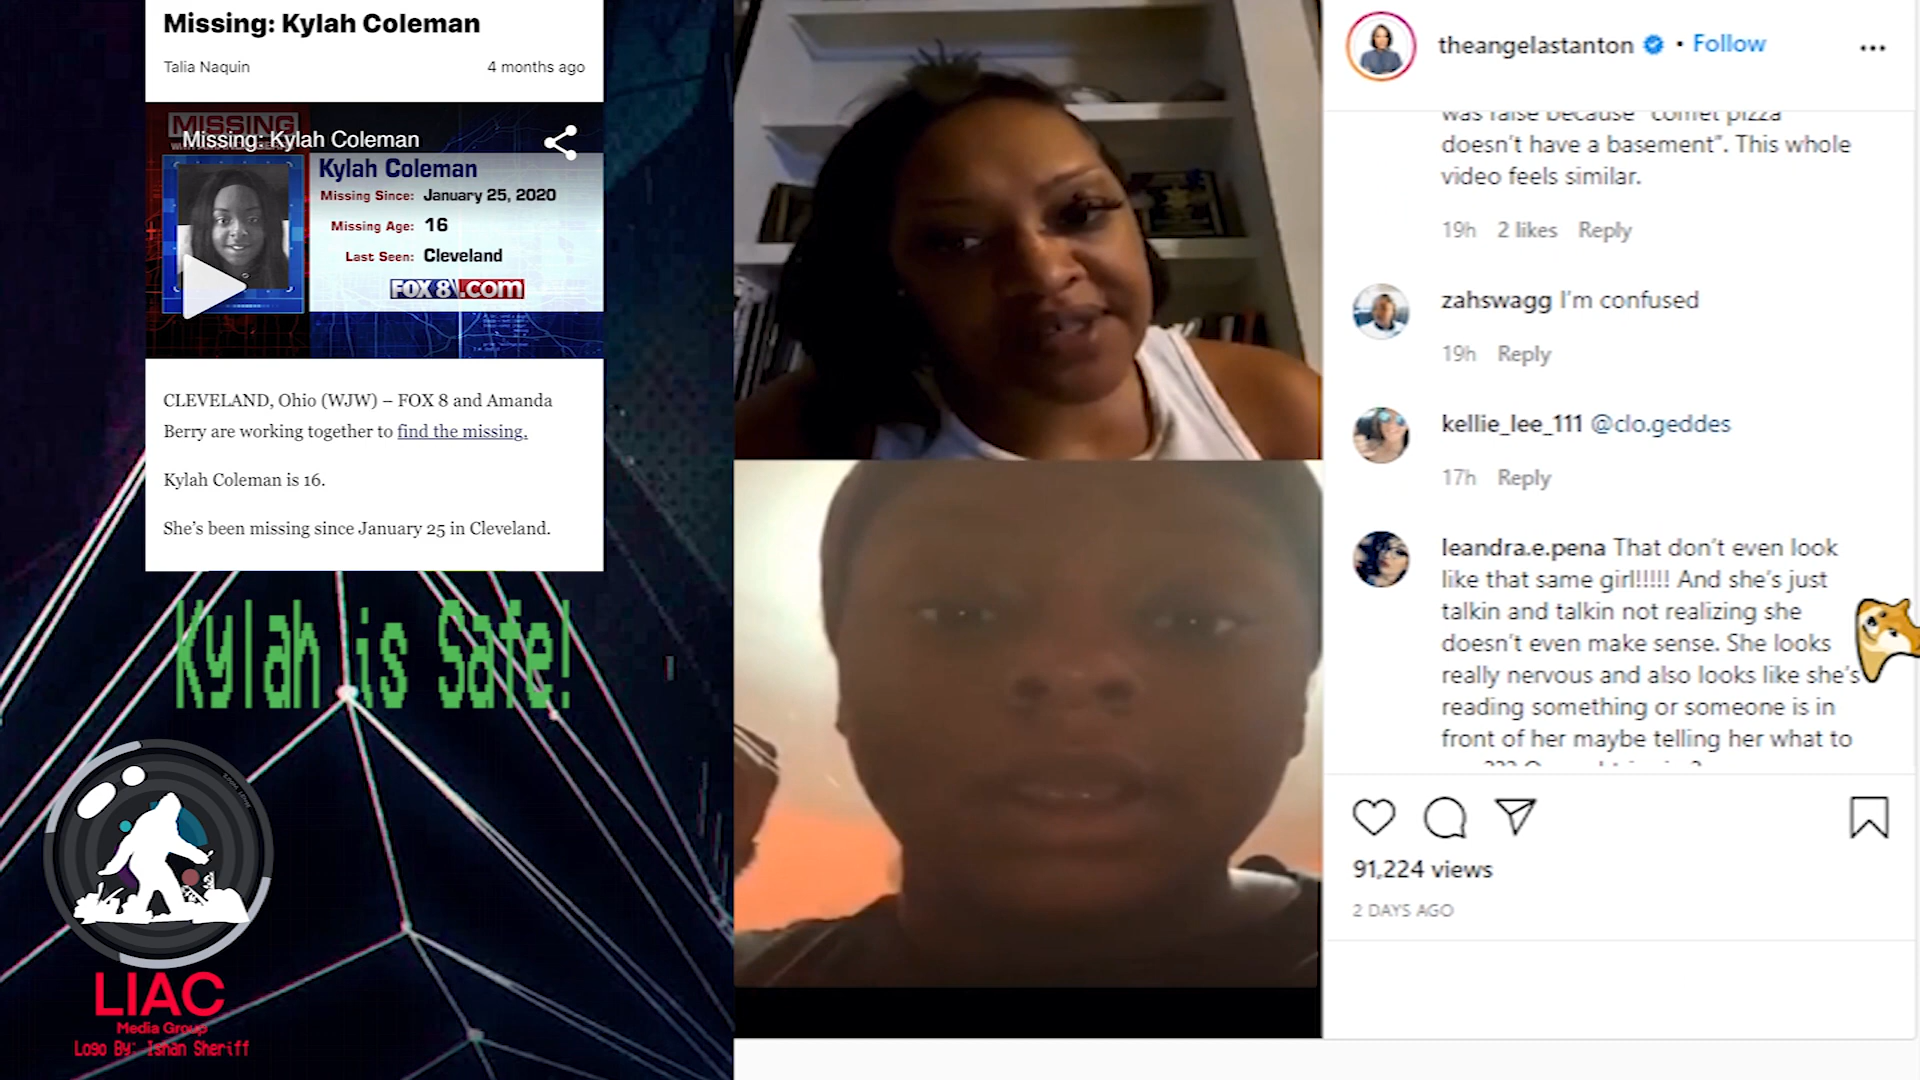 Missing: Kylah Coleman
Talia Naquin
4 months ago
MISSING
Missing: Kylah Coleman
Kylah Coleman
Missing Since: January 25, 2020
Missing Age: 16
Last Seen: Cleveland
FOX 8 .com
CLEVELAND, Ohio (WJW) – FOX 8 and Amanda
Berry are working together to find the missing.
Kylah Coleman is 16.
She's been missing since January 25 in Cleveland.
Kylah is Safe!
LIAC
Media Group
Logo By: Ishan Sheriff
theangelastanton • Follow
was false because "comet pizza
doesn't have a basement". This whole
video feels similar.
19h 2 likes Reply
zahswagg I'm confused
19h Reply
kellie_lee_111 @clo.geddes
17h Reply
leandra.e.pena That don't even look
like that same girl!!!!! And she's just
talkin and talkin not realizing she
doesn't even make sense. She looks
really nervous and also looks like she's
reading something or someone is in
front of her maybe telling her what to
91,224 views
2 DAYS AGO